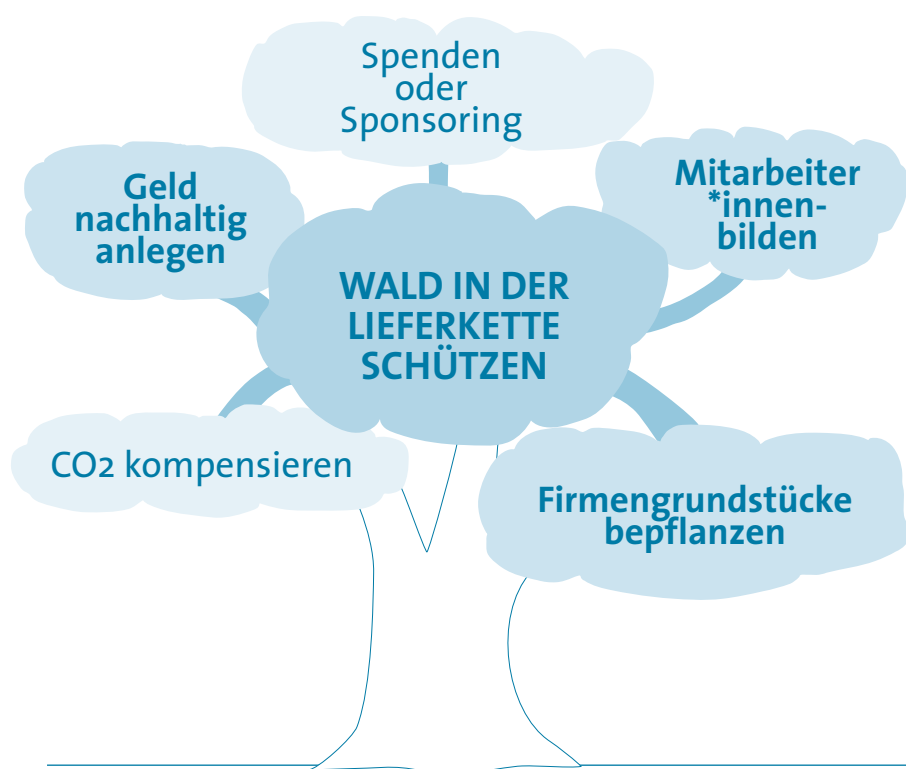 Spenden
oder
Sponsoring
Geld
nachhaltig
anlegen
Mitarbeiter
*innen-
bilden
WALD IN DER
LIEFERKETTE
SCHÜTZEN
CO2 kompensieren
Firmengrundstücke
bepflanzen